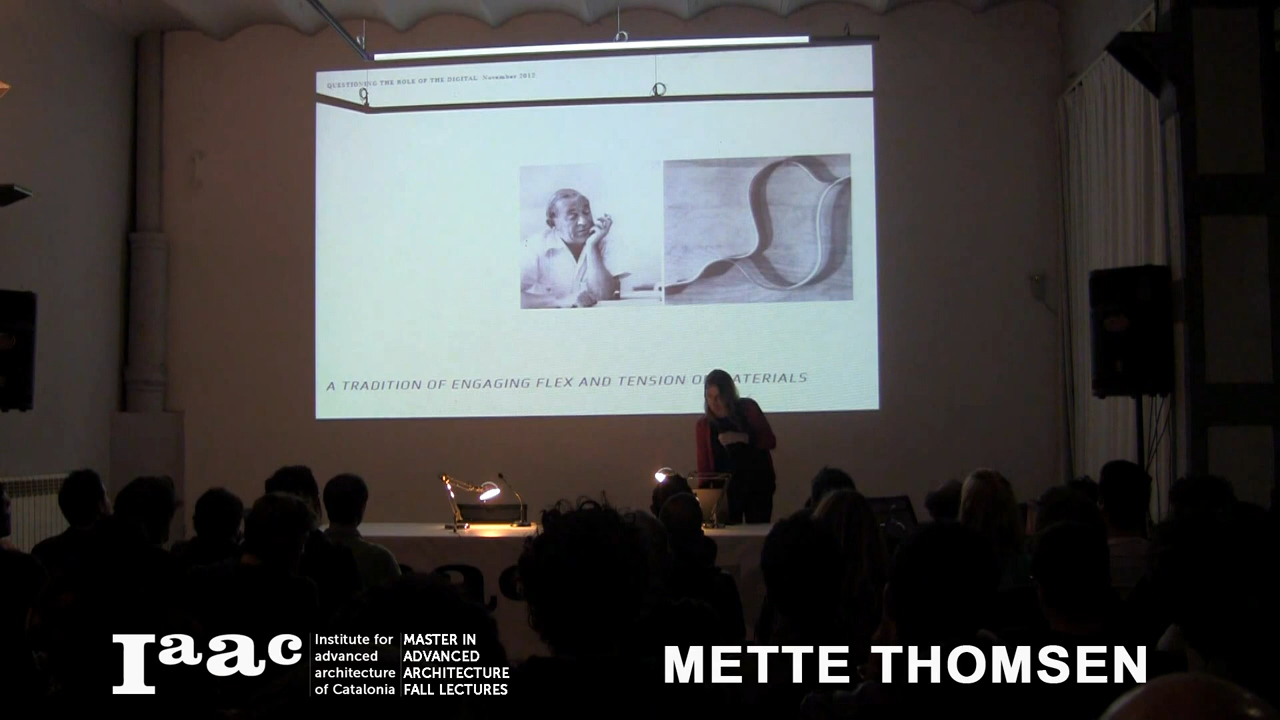 QUESTIONING THE ROLE OF THE DIGITAL November 2012
A TRADITION OF ENGAGING FLEX AND TENSION OF MATERIALS
Iaac
Institute for
advanced
architecture
of Catalonia
MASTER IN
ADVANCED
ARCHITECTURE
FALL LECTURES
METTE THOMSEN